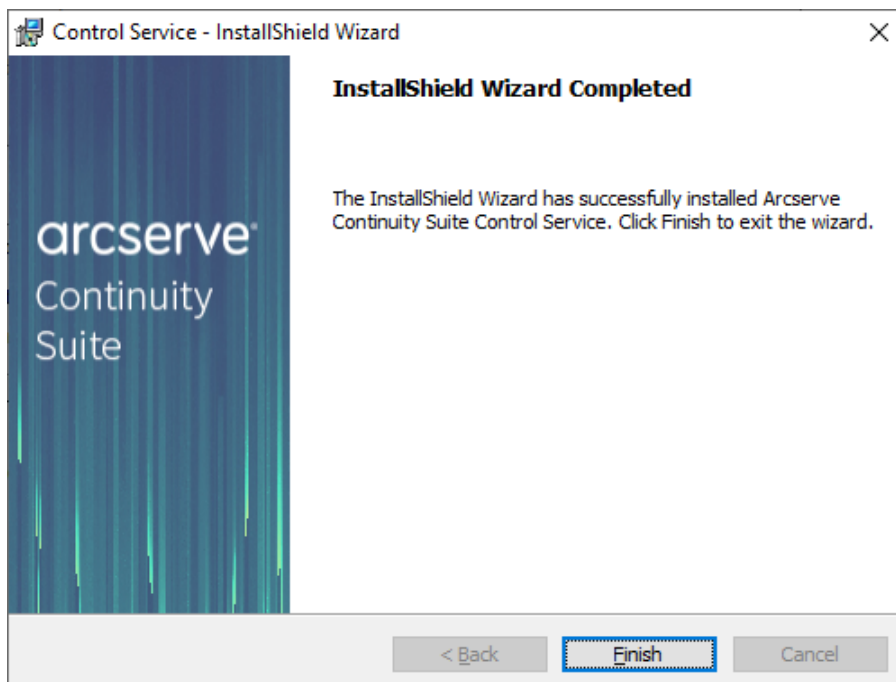 Control Service - InstallShield Wizard
InstallShield Wizard Completed
The InstallShield Wizard has successfully installed Arcserve
Continuity Suite Control Service. Click Finish to exit the wizard.
arcserve®
Continuity
Suite
< Back
Finish
Cancel